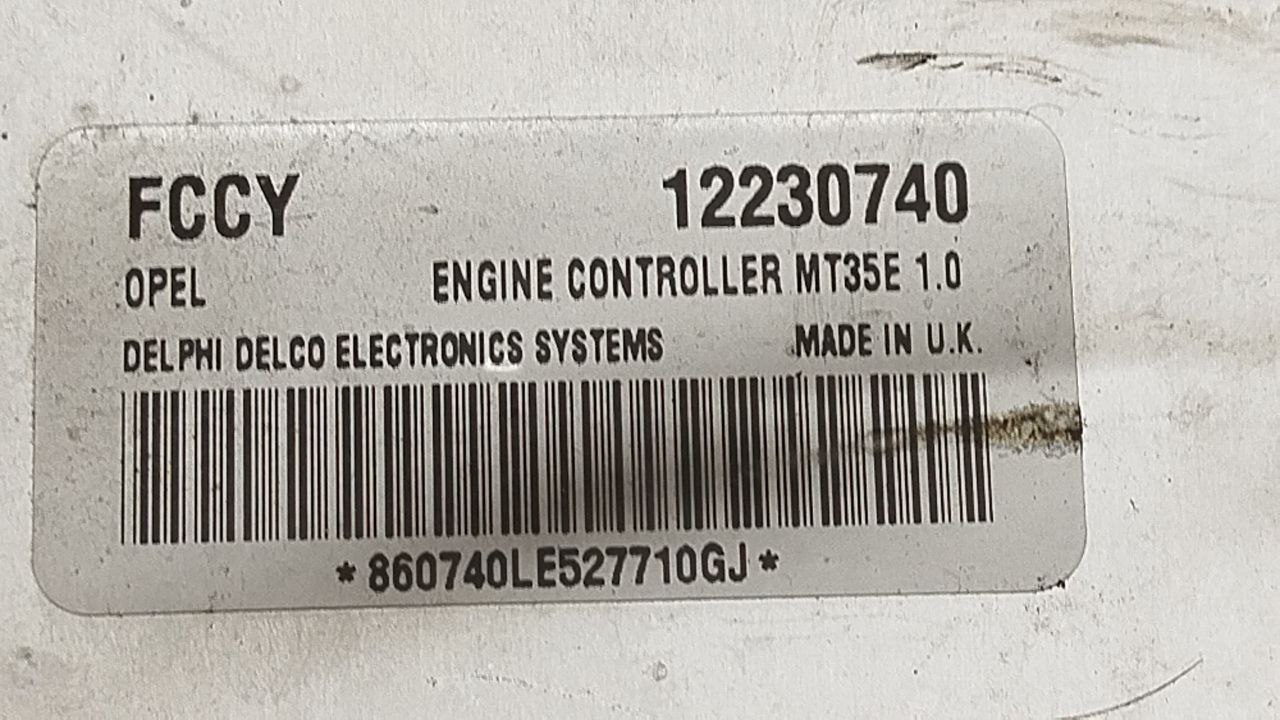 FCCY 12230740
OPEL ENGINE CONTROLLER MT35E 1.0
DELPHI DELCO ELECTRONICS SYSTEMS MADE IN U.K.
*860740LE527710GJ*